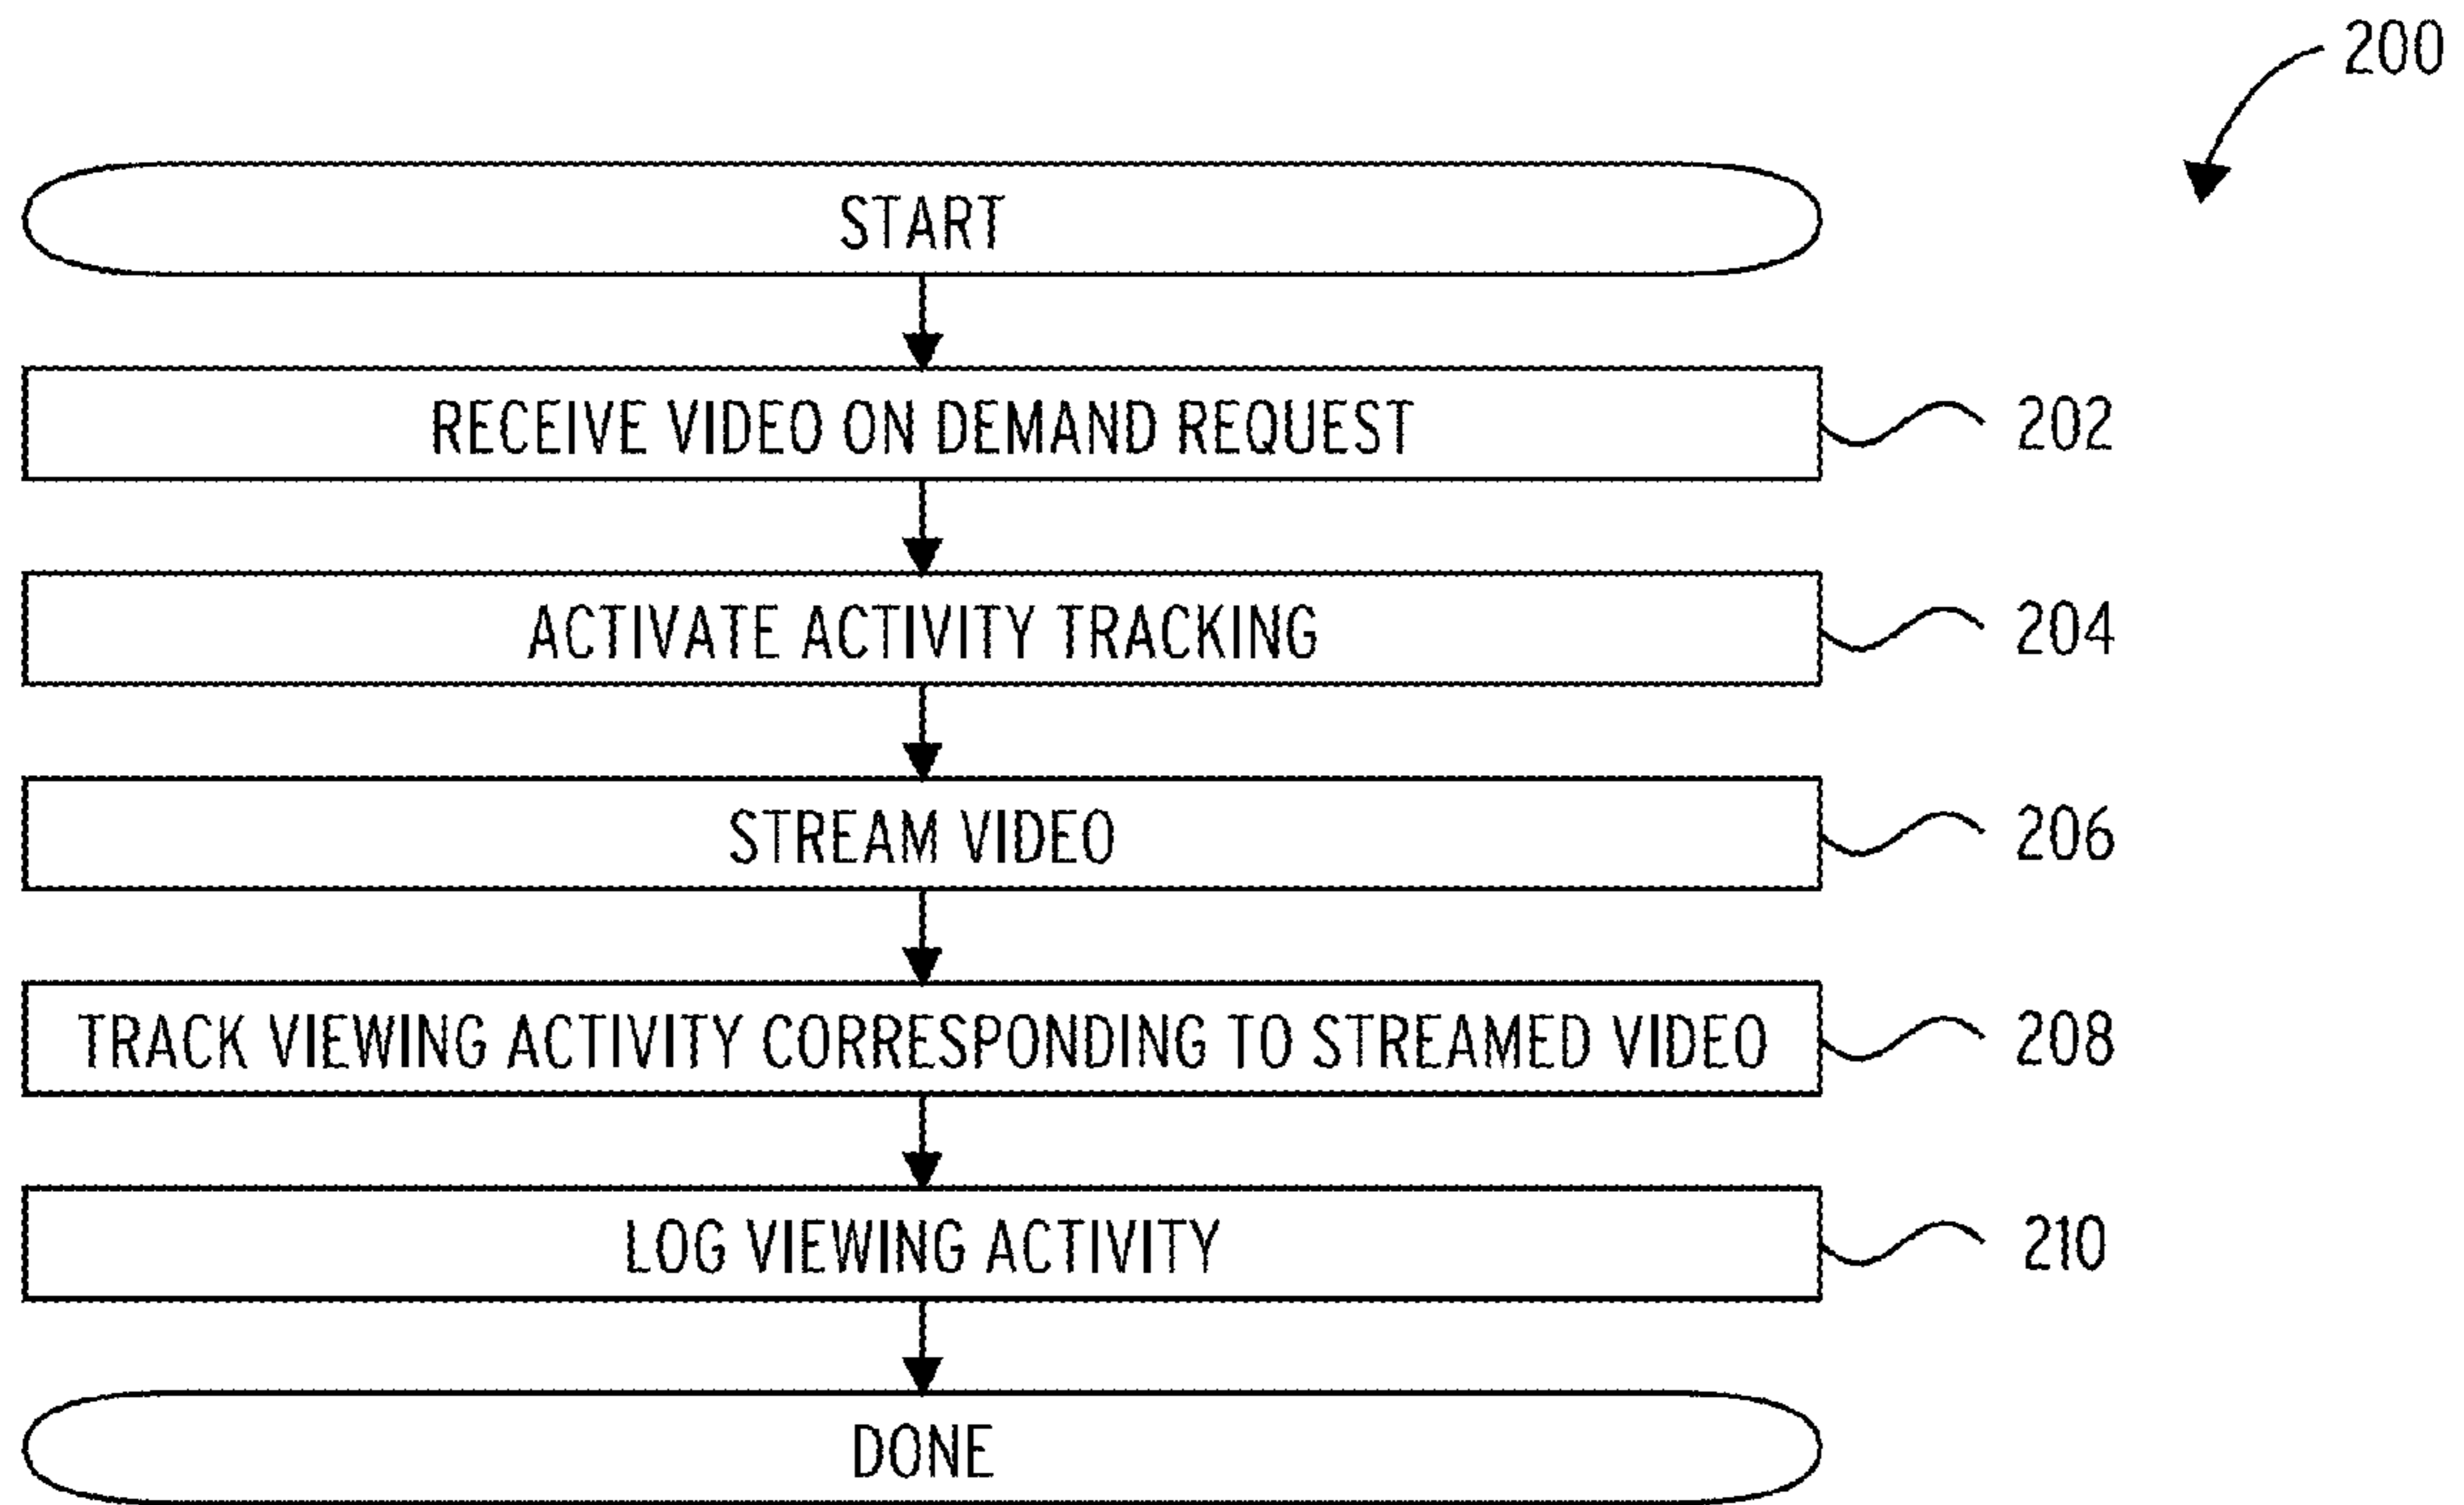 200
START
RECEIVE VIDEO ON DEMAND REQUEST
202
ACTIVATE ACTIVITY TRACKING
204
STREAM VIDEO
206
TRACK VIEWING ACTIVITY CORRESPONDING TO STREAMED VIDEO
208
LOG VIEWING ACTIVITY
210
DONE